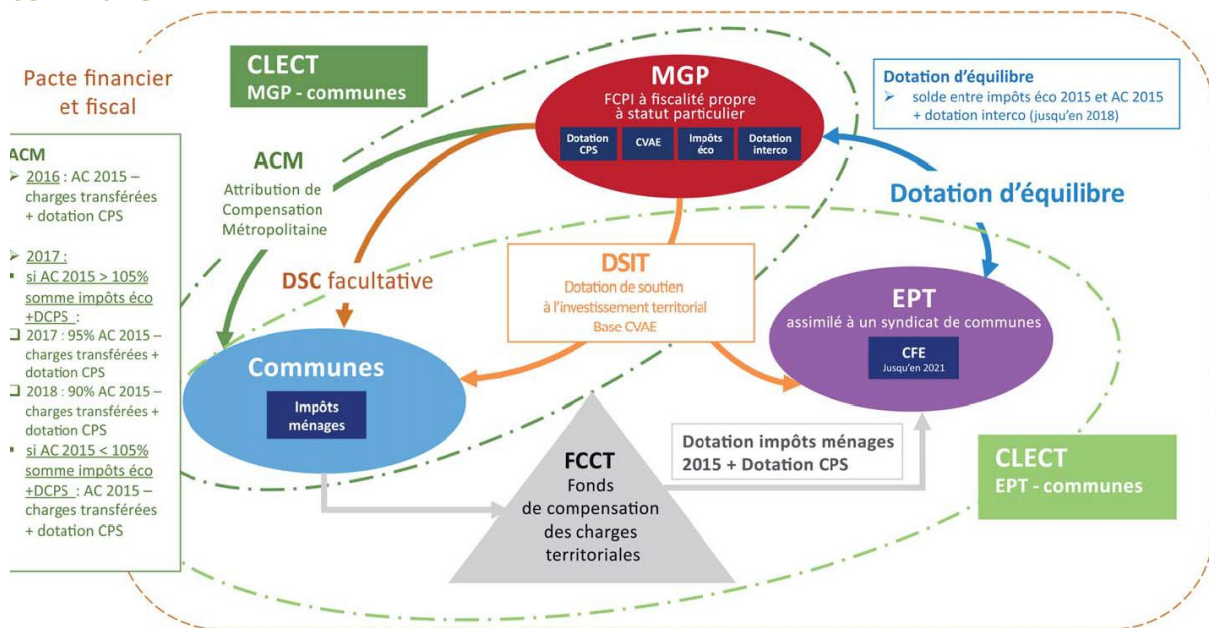 Pacte financier
et fiscal
ACM
2016 : AC 2015 –
charges transférées
+ dotation CPS
2017 :
si AC 2015 > 105%
somme impôts éco
+DCPS :
2017 : 95% AC 2015 –
charges transférées +
dotation CPS
2018 : 90% AC 2015 –
charges transférées +
dotation CPS
si AC 2015 < 105%
somme impôts éco
+DCPS : AC 2015 –
charges transférées
+ dotation CPS
CLECT
MGP - communes
MGP
FCPI à fiscalité propre
à statut particulier
Dotation
CPS
CVAE
Impôts
éco
Dotation
interco
Dotation d’équilibre
solde entre impôts éco 2015 et AC 2015
+ dotation interco (jusqu’en 2018)
ACM
Attribution de
Compensation
Métropolitaine
DSC facultative
Dotation d’équilibre
DSIT
Dotation de soutien
à l’investissement territorial
Base CVAE
EPT
assimilé à un syndicat de communes
CFE
Jusqu’en 2021
Communes
Impôts
ménages
FCCT
Fonds
de compensation
des charges
territoriales
Dotation impôts ménages
2015 + Dotation CPS
CLECT
EPT - communes